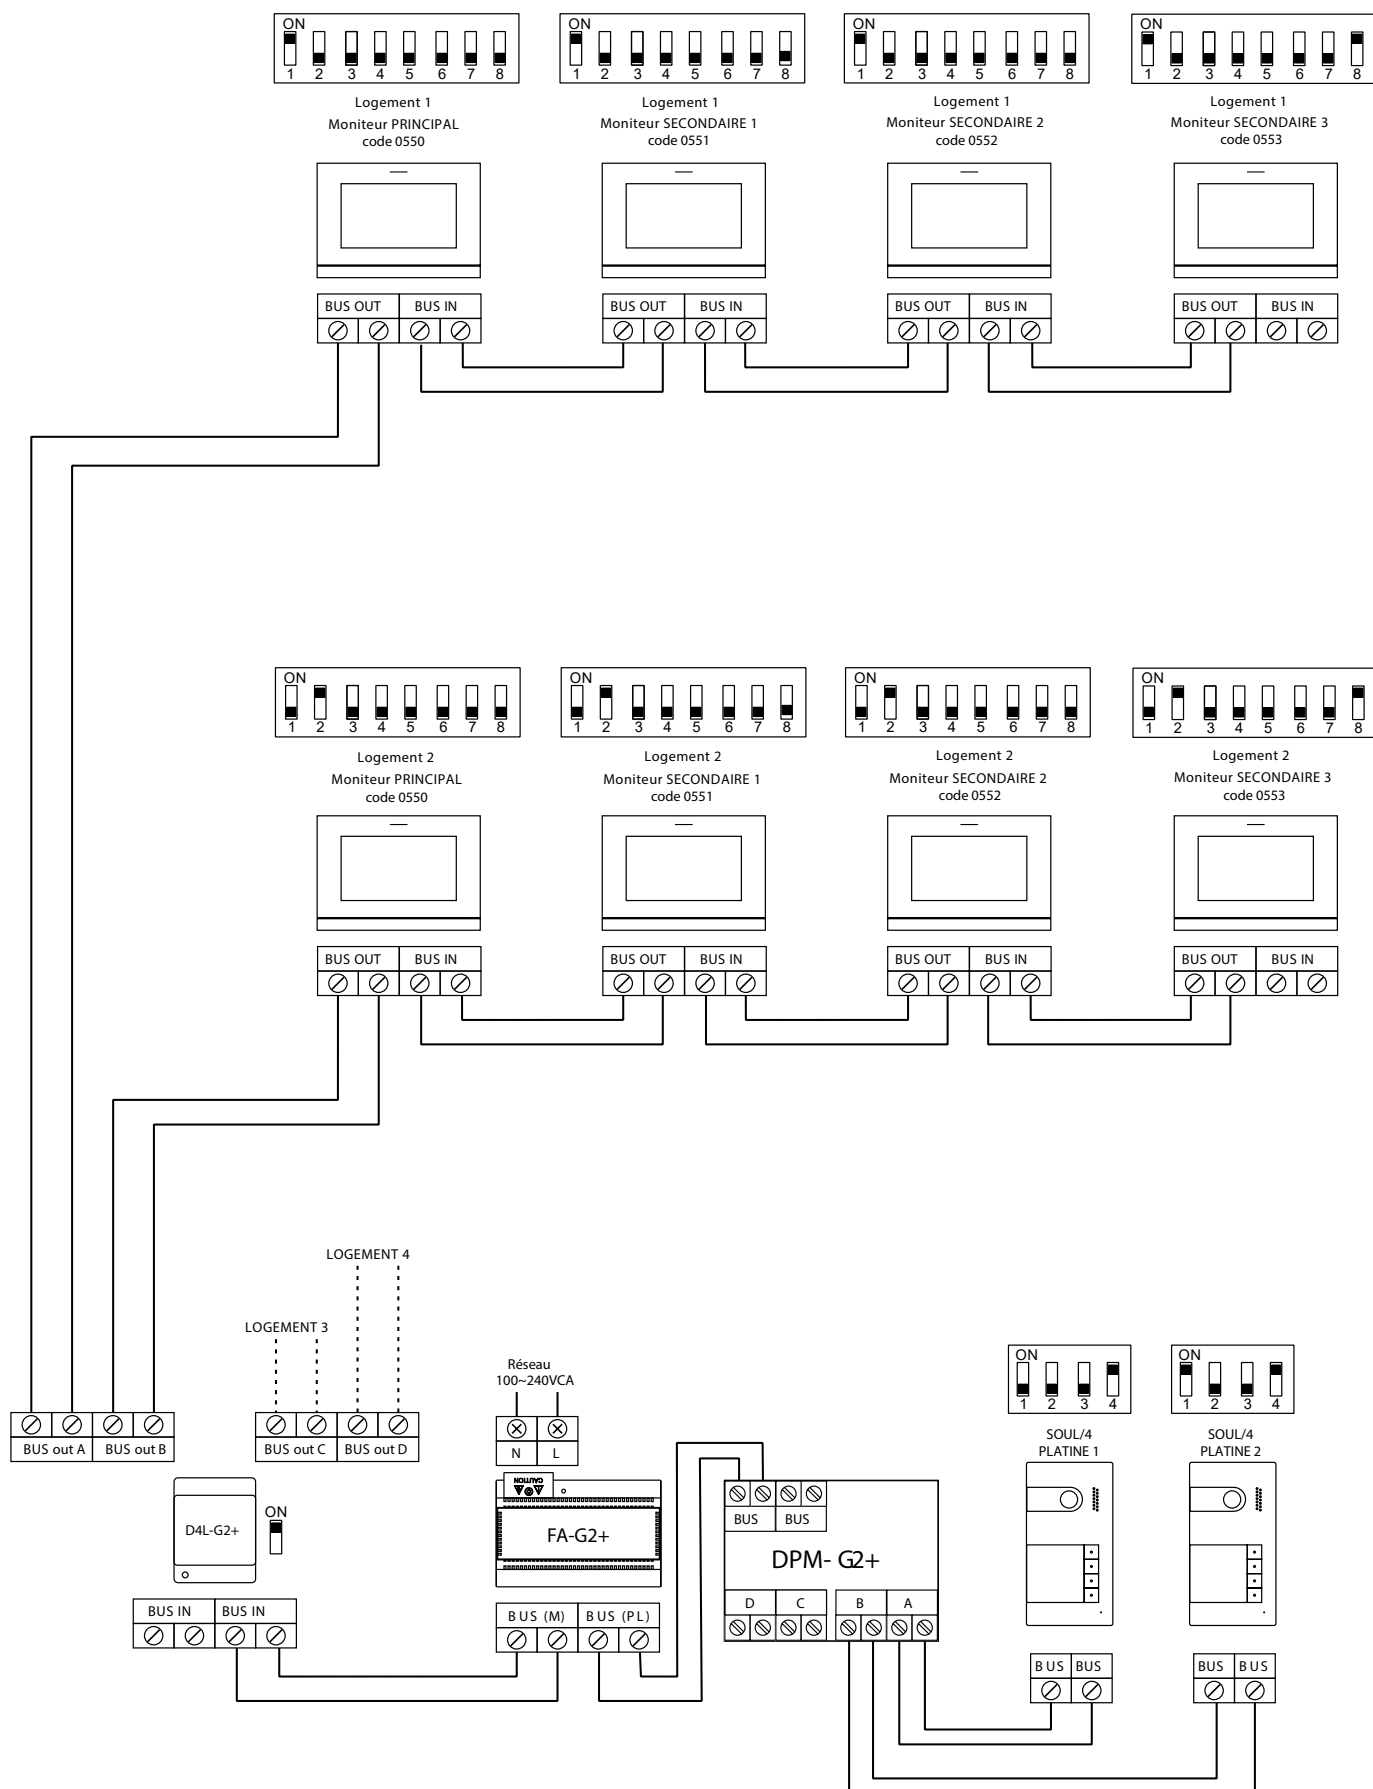 ON ON ON ON
1 2 3 4 5 6 7 8 1 2 3 4 5 6 7 8 1 2 3 4 5 6 7 8 1 2 3 4 5 6 7 8
Logement 1 Logement 1 Logement 1 Logement 1
Moniteur PRINCIPAL Moniteur SECONDAIRE 1 Moniteur SECONDAIRE 2 Moniteur SECONDAIRE 3
code 0550 code 0551 code 0552 code 0553
BUS OUT BUS IN BUS OUT BUS IN BUS OUT BUS IN BUS OUT BUS IN
ON ON ON ON
1 2 3 4 5 6 7 8 1 2 3 4 5 6 7 8 1 2 3 4 5 6 7 8 1 2 3 4 5 6 7 8
Logement 2 Logement 2 Logement 2 Logement 2
Moniteur PRINCIPAL Moniteur SECONDAIRE 1 Moniteur SECONDAIRE 2 Moniteur SECONDAIRE 3
code 0550 code 0551 code 0552 code 0553
BUS OUT BUS IN BUS OUT BUS IN BUS OUT BUS IN BUS OUT BUS IN
LOGEMENT 4
LOGEMENT 3
Réseau
100~240VCA
ON ON
1 2 3 4 1 2 3 4
BUS out A BUS out B BUS out C BUS out D N L
SOUL/4 SOUL/4
PLATINE 1 PLATINE 2
CAUTION
ON
BUS BUS
D4L-G2+ FA-G2+
DPM- G2+
D C B A
BUS IN BUS IN BUS (M) BUS (PL)
BUS BUS BUS BUS